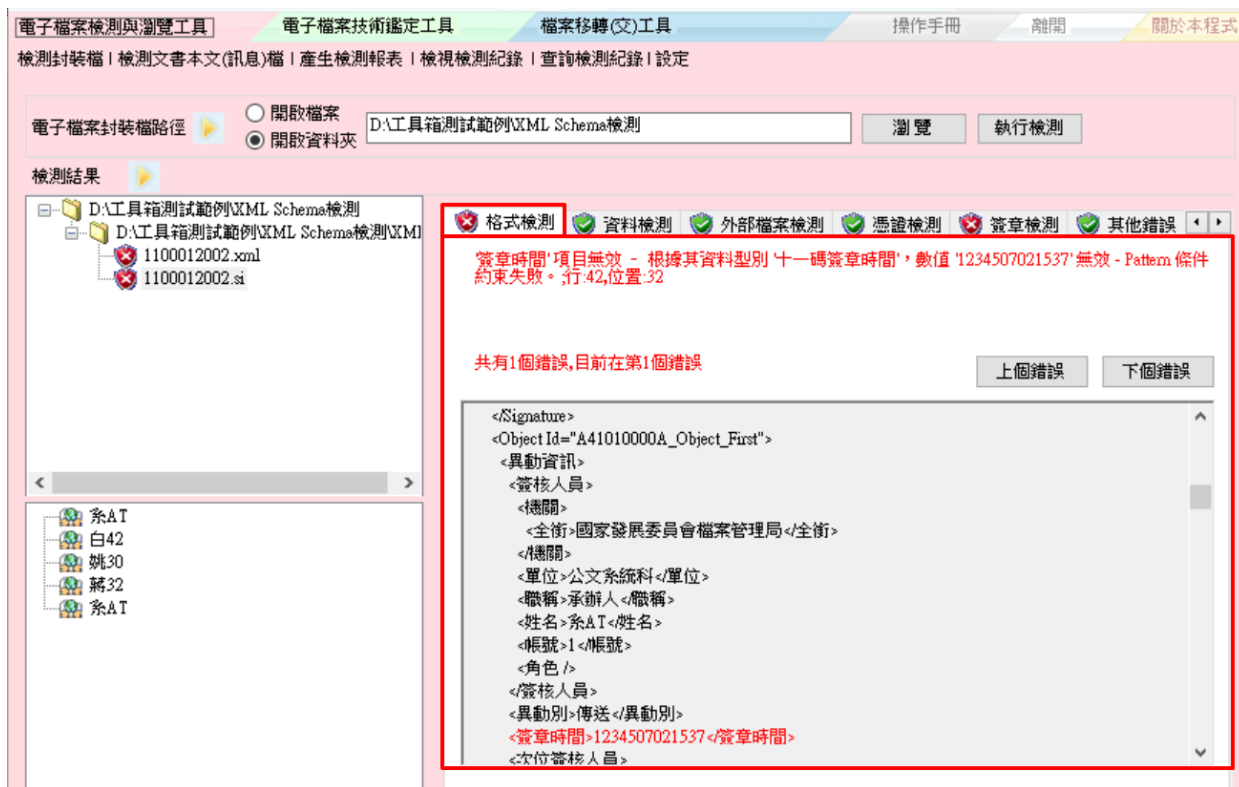 電子檔案檢測與瀏覽工具 電子檔案技術鑑定工具 檔案移轉(交)工具 操作手冊 離開 關於本程式
檢測封裝檔 | 檢測文書本文(訊息)檔 | 產生檢測報表 | 檢視檢測紀錄 | 查詢檢測紀錄 | 設定
電子檔案封裝檔路徑
開啟檔案
開啟資料夾
D:\工具箱測試範例\XML Schema檢測
瀏覽 執行檢測
檢測結果
D:\工具箱測試範例\XML Schema檢測
D:\工具箱測試範例\XML Schema檢測\XMl
1100012002.xml
1100012002.si
糸AT
白42
姚30
蔣32
糸AT
格式檢測 資料檢測 外部檔案檢測 憑證檢測 簽章檢測 其他錯誤
'簽章時間' 項目無效 - 根據其資料型別 '十一碼簽章時間'，數值 '1234507021537' 無效 - Pattern 條件
約束失敗。;行:42,位置:32
共有1個錯誤,目前在第1個錯誤
上個錯誤 下個錯誤
</Signature>
<Object Id="A41010000A_Object_First">
<異動資訊>
<簽核人員>
<機關>
<全銜>國家發展委員會檔案管理局</全銜>
</機關>
<單位>公文系統科</單位>
<職稱>承辦人</職稱>
<姓名>糸AT</姓名>
<帳號>1</帳號>
<角色 />
</簽核人員>
<異動別>傳送</異動別>
<簽章時間>1234507021537</簽章時間>
<次位簽核人員>